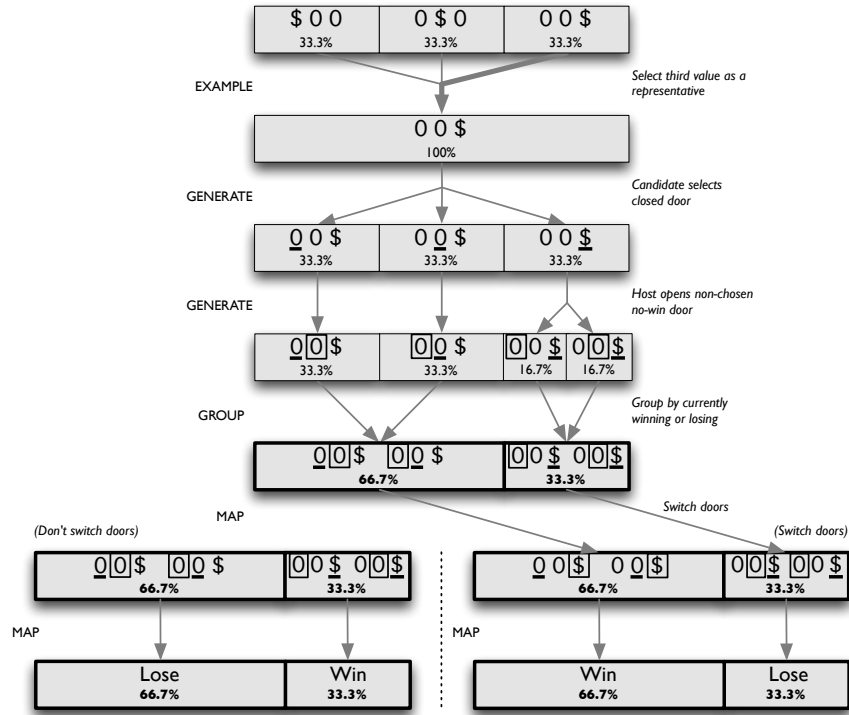 $ 0 0 0 $ 0 0 0 $
33.3% 33.3% 33.3%
EXAMPLE
Select third value as a
representative
0 0 $
100%
GENERATE
Candidate selects
closed door
0 0 $ 0 0 $ 0 0 $
33.3% 33.3% 33.3%
GENERATE
Host opens non-chosen
no-win door
0 0 $ 0 0 $ 0 0 $ 0 0 $
33.3% 33.3% 16.7% 16.7%
GROUP
Group by currently
winning or losing
0 0 $ 0 0 $ 0 0 $ 0 0 $
66.7% 33.3%
MAP
Switch doors
(Don't switch doors)
(Switch doors)
0 0 $ 0 0 $ 0 0 $ 0 0 $
66.7% 33.3%
0 0 $ 0 0 $ 0 0 $ 0 0 $
66.7% 33.3%
MAP
MAP
Lose Win
66.7% 33.3%
Win Lose
66.7% 33.3%